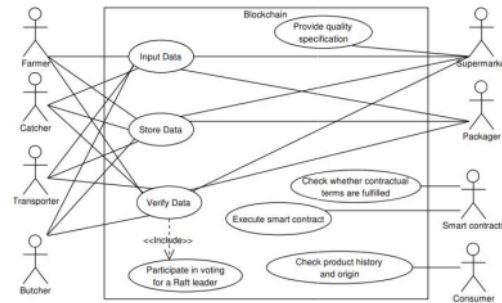 Blockchain
Provide quality
specification
Farmer
Input Data
Supermarket
Catcher
Store Data
Packager
Transporter
Verify Data
Check whether contractual
terms are fulfilled
Execute smart contract
Smart contracts
<<Include>>
Butcher
Participate in voting
for a Raft leader
Check product history
and origin
Consumer